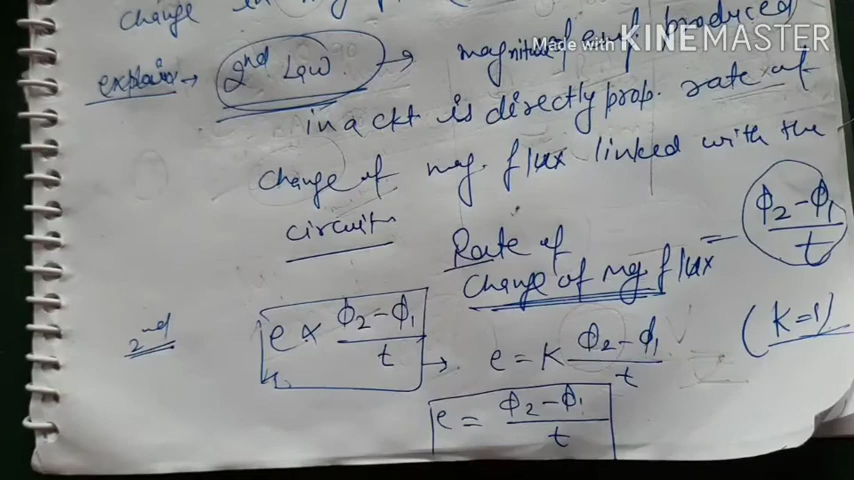 change in
Made with KINEMASTER
explain → 2nd Law → magnitude of emf produced
in a ckt is directly prop. rate of
change of mag. flux linked with the
circuit
Rate of
change of mg flux = ϕ2-ϕ1/t
2nd e ∝ ϕ2-ϕ1/t → e = K ϕ2-ϕ1/t (K=1)
e = ϕ2-ϕ1/t